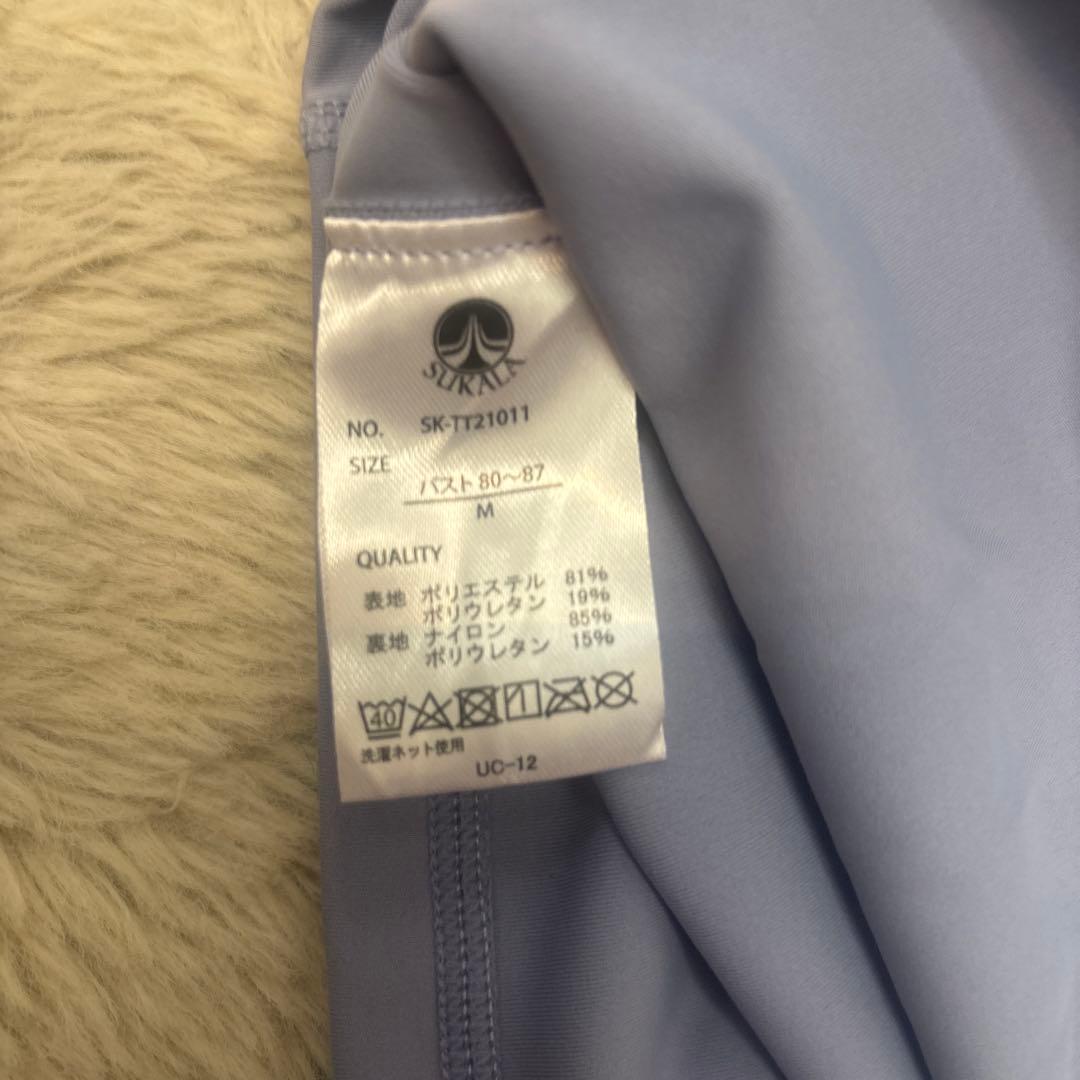 SUKALA
NO. SK-TT21011
SIZE
バスト 80〜87
M
QUALITY
表地 ポリエステル 81%
ポリウレタン 19%
裏地 ナイロン 85%
ポリウレタン 15%
40
洗濯ネット使用
UC-12